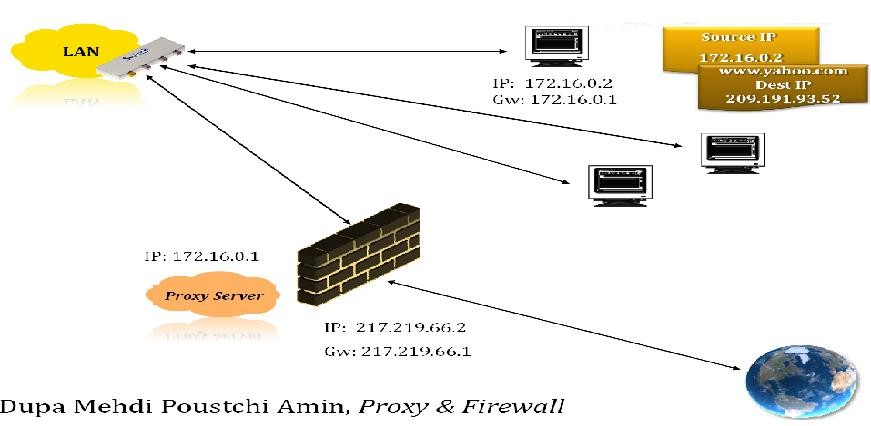 LAN
IP: 172.16.0.2
Gw: 172.16.0.1
Source IP
172.16.0.2
www.yahoo.com
Dest IP
209.191.93.52
IP: 172.16.0.1
Proxy Server
IP: 217.219.66.2
Gw: 217.219.66.1
Dupa Mehdi Poustchi Amin, Proxy & Firewall